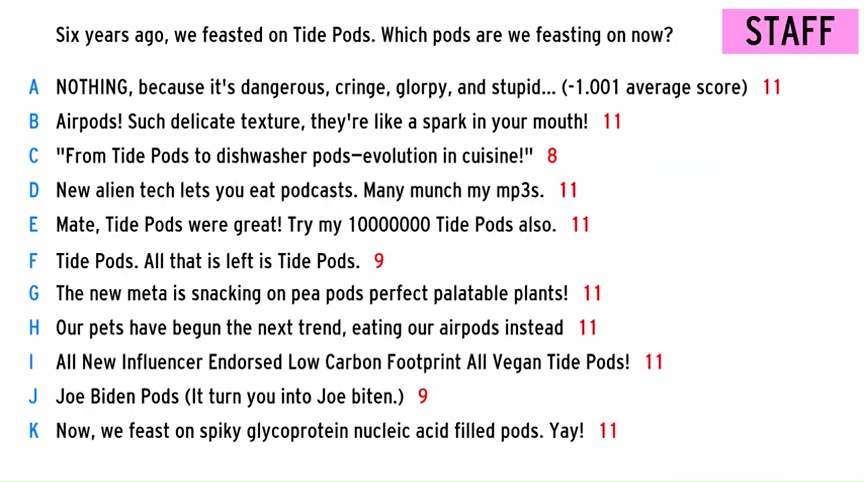 Six years ago, we feasted on Tide Pods. Which pods are we feasting on now?
STAFF
A NOTHING, because it's dangerous, cringe, glorpy, and stupid... (-1.001 average score) 11
B Airpods! Such delicate texture, they're like a spark in your mouth! 11
C "From Tide Pods to dishwasher pods—evolution in cuisine!" 8
D New alien tech lets you eat podcasts. Many munch my mp3s. 11
E Mate, Tide Pods were great! Try my 10000000 Tide Pods also. 11
F Tide Pods. All that is left is Tide Pods. 9
G The new meta is snacking on pea pods perfect palatable plants! 11
H Our pets have begun the next trend, eating our airpods instead 11
I All New Influencer Endorsed Low Carbon Footprint All Vegan Tide Pods! 11
J Joe Biden Pods (It turn you into Joe biten.) 9
K Now, we feast on spiky glycoprotein nucleic acid filled pods. Yay! 11